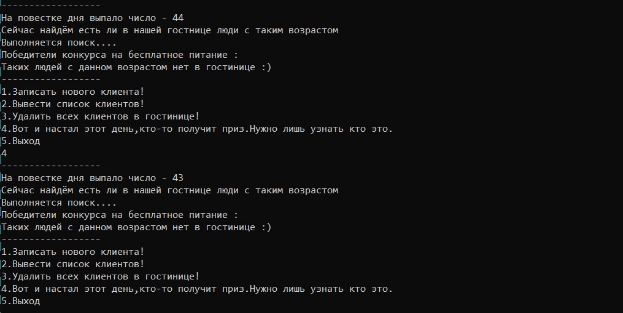 ------------------
На повестке дня выпало число - 44
Сейчас найдём есть ли в нашей гостнице люди с таким возрастом
Выполняется поиск....
Победители конкурса на бесплатное питание :
Таких людей с данном возрастом нет в гостинице :)
------------------
1.Записать нового клиента!
2.Вывести список клиентов!
3.Удалить всех клиентов в гостинице!
4.Вот и настал этот день,кто-то получит приз.Нужно лишь узнать кто это.
5.Выход
4
------------------
На повестке дня выпало число - 43
Сейчас найдём есть ли в нашей гостнице люди с таким возрастом
Выполняется поиск....
Победители конкурса на бесплатное питание :
Таких людей с данном возрастом нет в гостинице :)
------------------
1.Записать нового клиента!
2.Вывести список клиентов!
3.Удалить всех клиентов в гостинице!
4.Вот и настал этот день,кто-то получит приз.Нужно лишь узнать кто это.
5.Выход